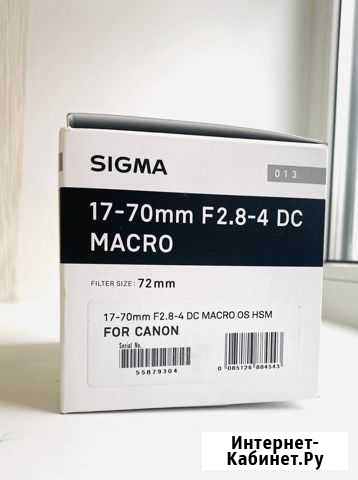 SIGMA
013
17-70mm F2.8-4 DC
MACRO
FILTER SIZE: 72mm
17-70mm F2.8-4 DC MACRO OS HSM
FOR CANON
Serial No.
55879304
0 085126 884543
Интернет-
Кабинет.Ру